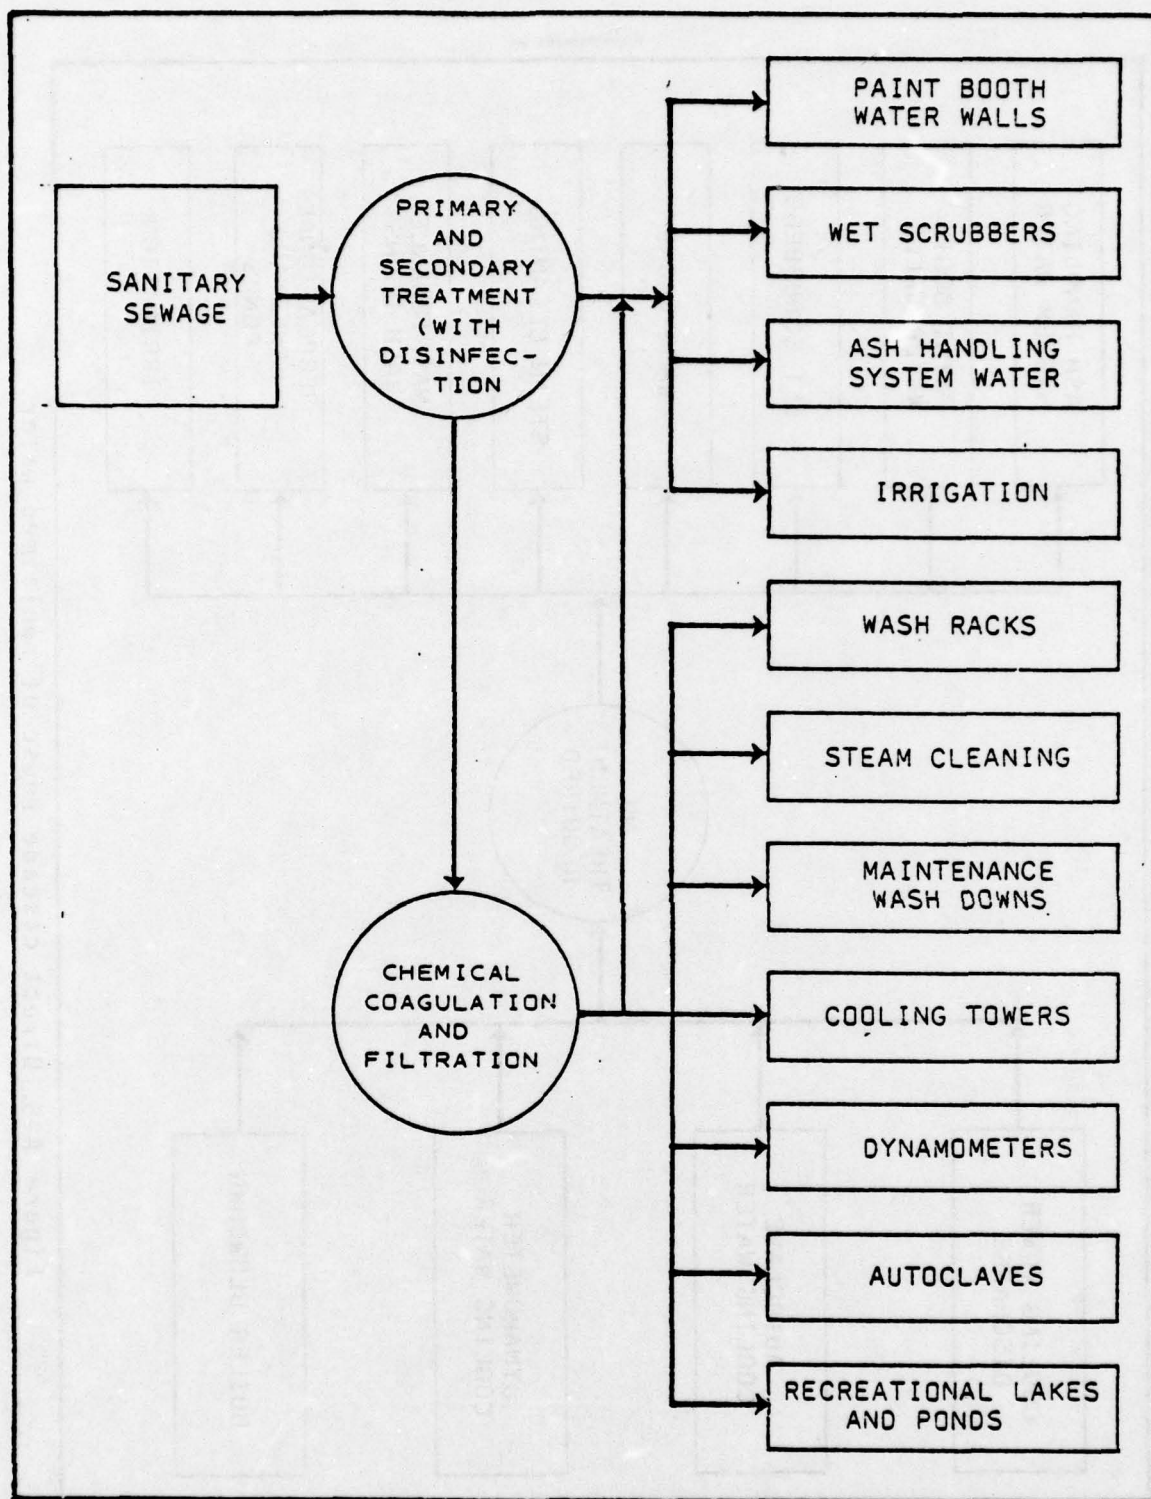 SANITARY
SEWAGE
PRIMARY
AND
SECONDARY
TREATMENT
(WITH
DISINFEC-
TION
CHEMICAL
COAGULATION
AND
FILTRATION
PAINT BOOTH
WATER WALLS
WET SCRUBBERS
ASH HANDLING
SYSTEM WATER
IRRIGATION
WASH RACKS
STEAM CLEANING
MAINTENANCE
WASH DOWNS
COOLING TOWERS
DYNAMOMETERS
AUTOCLAVES
RECREATIONAL LAKES
AND PONDS